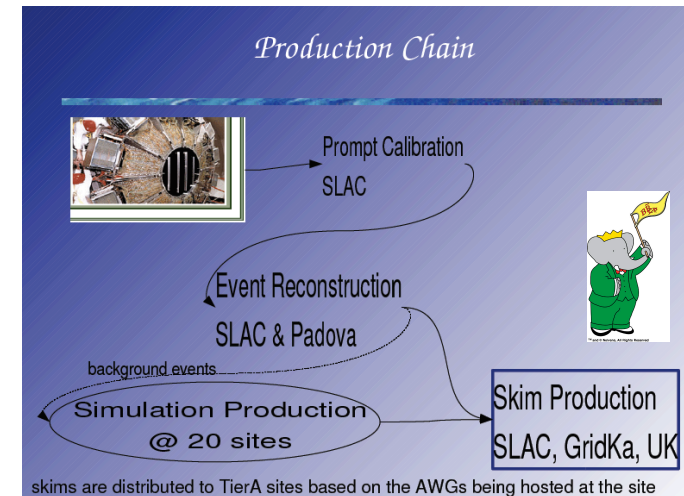 Production Chain
Prompt Calibration
SLAC
Event Reconstruction
SLAC & Padova
background events
Simulation Production
@ 20 sites
Skim Production
SLAC, GridKa, UK
skims are distributed to TierA sites based on the AWGs being hosted at the site